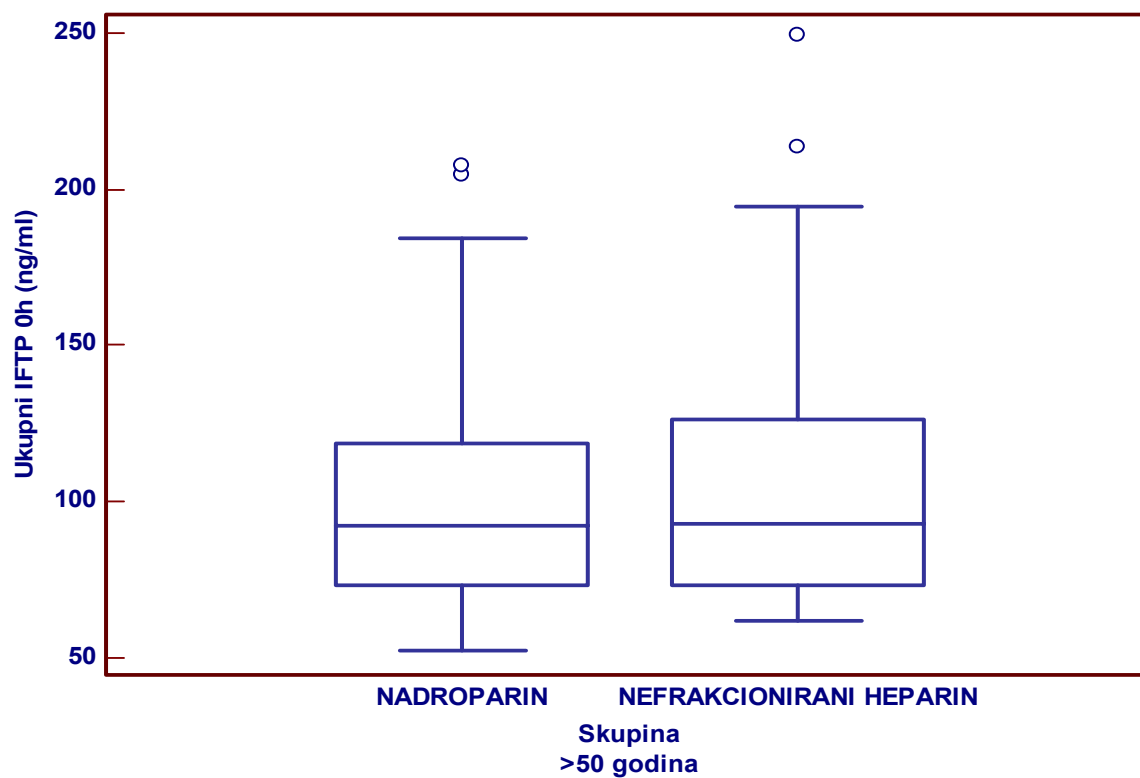 Ukupni IFTP 0h (ng/ml)
250
200
150
100
50
NADROPARIN
NEFRAKCIONIRANI HEPARIN
Skupina
>50 godina